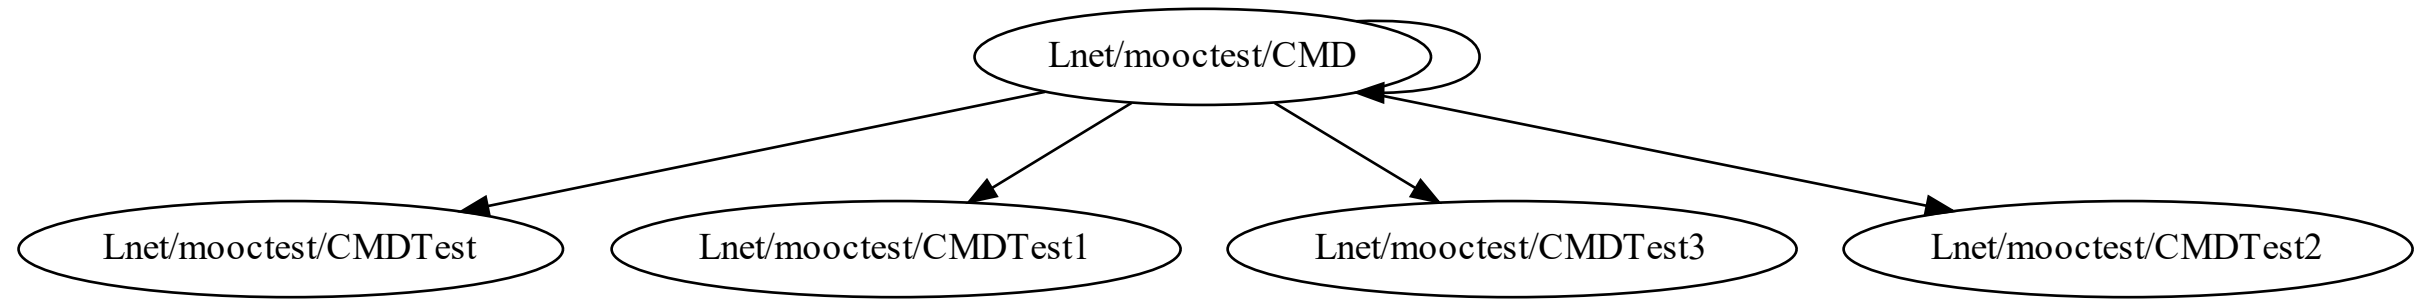 Lnet/mooctest/CMD
Lnet/mooctest/CMDTest
Lnet/mooctest/CMDTest1
Lnet/mooctest/CMDTest3
Lnet/mooctest/CMDTest2